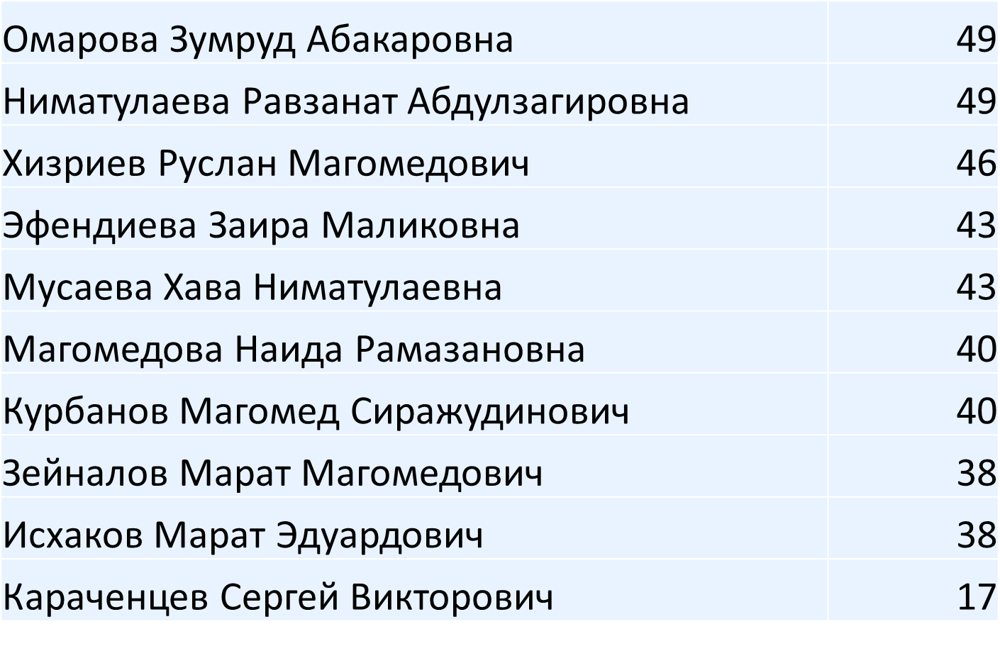 Омарова Зумруд Абакаровна 49
Ниматулаева Равзанат Абдулзагировна 49
Хизриев Руслан Магомедович 46
Эфендиева Заира Маликовна 43
Мусаева Хава Ниматулаевна 43
Магомедова Наида Рамазановна 40
Курбанов Магомед Сиражудинович 40
Зейналов Марат Магомедович 38
Исхаков Марат Эдуардович 38
Караченцев Сергей Викторович 17